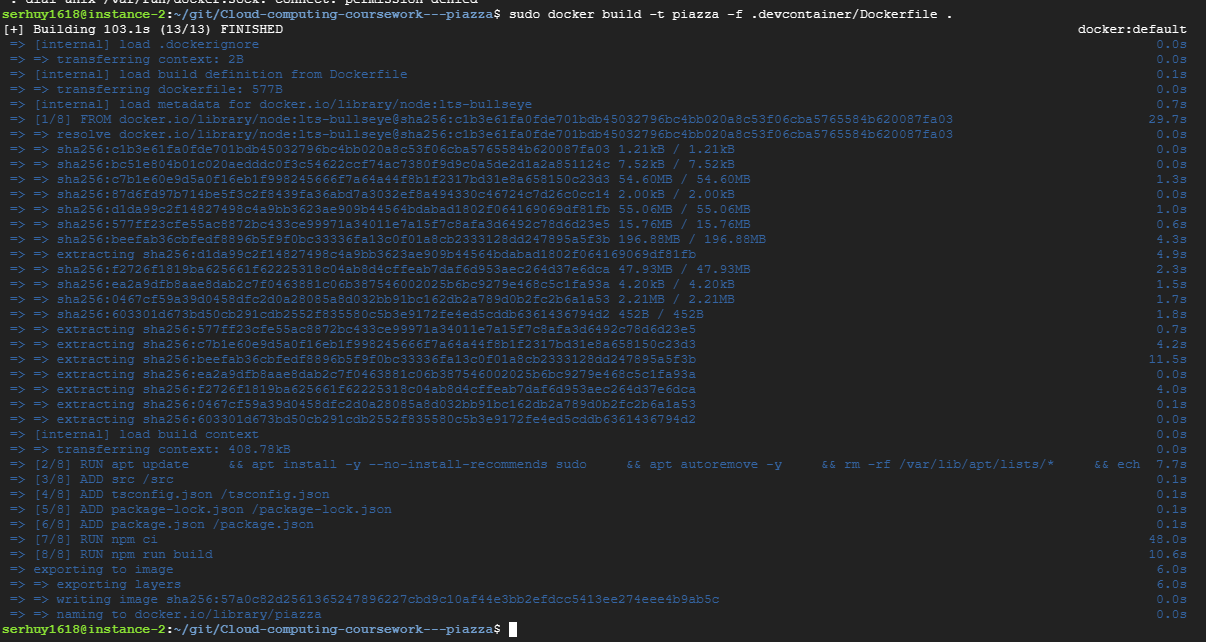 : dial unix /var/run/docker.sock: connect: permission denied
serhuy1618@instance-2:~/git/Cloud-computing-coursework---piazza$ sudo docker build -t piazza -f .devcontainer/Dockerfile .
[+] Building 103.1s (13/13) FINISHED docker:default
=> [internal] load .dockerignore 0.0s
=> => transferring context: 2B 0.0s
=> [internal] load build definition from Dockerfile 0.1s
=> => transferring dockerfile: 577B 0.0s
=> [internal] load metadata for docker.io/library/node:lts-bullseye 0.7s
=> [1/8] FROM docker.io/library/node:lts-bullseye@sha256:c1b3e61fa0fde701bdb45032796bc4bb020a8c53f06cba5765584b620087fa03 29.7s
=> => resolve docker.io/library/node:lts-bullseye@sha256:c1b3e61fa0fde701bdb45032796bc4bb020a8c53f06cba5765584b620087fa03 0.0s
=> => sha256:c1b3e61fa0fde701bdb45032796bc4bb020a8c53f06cba5765584b620087fa03 1.21kB / 1.21kB 0.0s
=> => sha256:bc51e804b01c020aedddc0f3c54622ccf74ac7380f9d9c0a5de2d1a2a851124c 7.52kB / 7.52kB 0.0s
=> => sha256:c7b1e60e9d5a0f16eb1f998245666f7a64a44f8b1f2317bd31e8a658150c23d3 54.60MB / 54.60MB 1.3s
=> => sha256:87d6fd97b714be5f3c2f8439fa36abd7a3032ef8a494330c46724c7d26c0cc14 2.00kB / 2.00kB 0.0s
=> => sha256:d1da99c2f14827498c4a9bb3623ae909b44564bdabad1802f064169069df81fb 55.06MB / 55.06MB 1.0s
=> => sha256:577ff23cfe55ac8872bc433ce99971a34011e7a15f7c8afa3d6492c78d6d23e5 15.76MB / 15.76MB 0.6s
=> => sha256:beefab36cbfedf8896b5f9f0bc33336fa13c0f01a8cb2333128dd247895a5f3b 196.88MB / 196.88MB 4.3s
=> => extracting sha256:d1da99c2f14827498c4a9bb3623ae909b44564bdabad1802f064169069df81fb 4.9s
=> => sha256:f2726f1819ba625661f62225318c04ab8d4cffeab7daf6d953aec264d37e6dca 47.93MB / 47.93MB 2.3s
=> => sha256:ea2a9dfb8aae8dab2c7f0463881c06b387546002025b6bc9279e468c5c1fa93a 4.20kB / 4.20kB 1.5s
=> => sha256:0467cf59a39d0458dfc2d0a28085a8d032bb91bc162db2a789d0b2fc2b6a1a53 2.21MB / 2.21MB 1.7s
=> => sha256:603301d673bd50cb291cdb2552f835580c5b3e9172fe4ed5cddb6361436794d2 452B / 452B 1.8s
=> => extracting sha256:577ff23cfe55ac8872bc433ce99971a34011e7a15f7c8afa3d6492c78d6d23e5 0.7s
=> => extracting sha256:c7b1e60e9d5a0f16eb1f998245666f7a64a44f8b1f2317bd31e8a658150c23d3 4.2s
=> => extracting sha256:beefab36cbfedf8896b5f9f0bc33336fa13c0f01a8cb2333128dd247895a5f3b 11.5s
=> => extracting sha256:ea2a9dfb8aae8dab2c7f0463881c06b387546002025b6bc9279e468c5c1fa93a 0.0s
=> => extracting sha256:f2726f1819ba625661f62225318c04ab8d4cffeab7daf6d953aec264d37e6dca 4.0s
=> => extracting sha256:0467cf59a39d0458dfc2d0a28085a8d032bb91bc162db2a789d0b2fc2b6a1a53 0.1s
=> => extracting sha256:603301d673bd50cb291cdb2552f835580c5b3e9172fe4ed5cddb6361436794d2 0.0s
=> [internal] load build context 0.0s
=> => transferring context: 408.78kB 0.0s
=> [2/8] RUN apt update && apt install -y --no-install-recommends sudo && apt autoremove -y && rm -rf /var/lib/apt/lists/* && ech 7.7s
=> [3/8] ADD src /src 0.1s
=> [4/8] ADD tsconfig.json /tsconfig.json 0.1s
=> [5/8] ADD package-lock.json /package-lock.json 0.1s
=> [6/8] ADD package.json /package.json 0.1s
=> [7/8] RUN npm ci 48.0s
=> [8/8] RUN npm run build 10.6s
=> exporting to image 6.0s
=> => exporting layers 6.0s
=> => writing image sha256:57a0c82d2561365247896227cbd9c10af44e3bb2efdcc5413ee274eee4b9ab5c 0.0s
=> => naming to docker.io/library/piazza 0.0s
serhuy1618@instance-2:~/git/Cloud-computing-coursework---piazza$